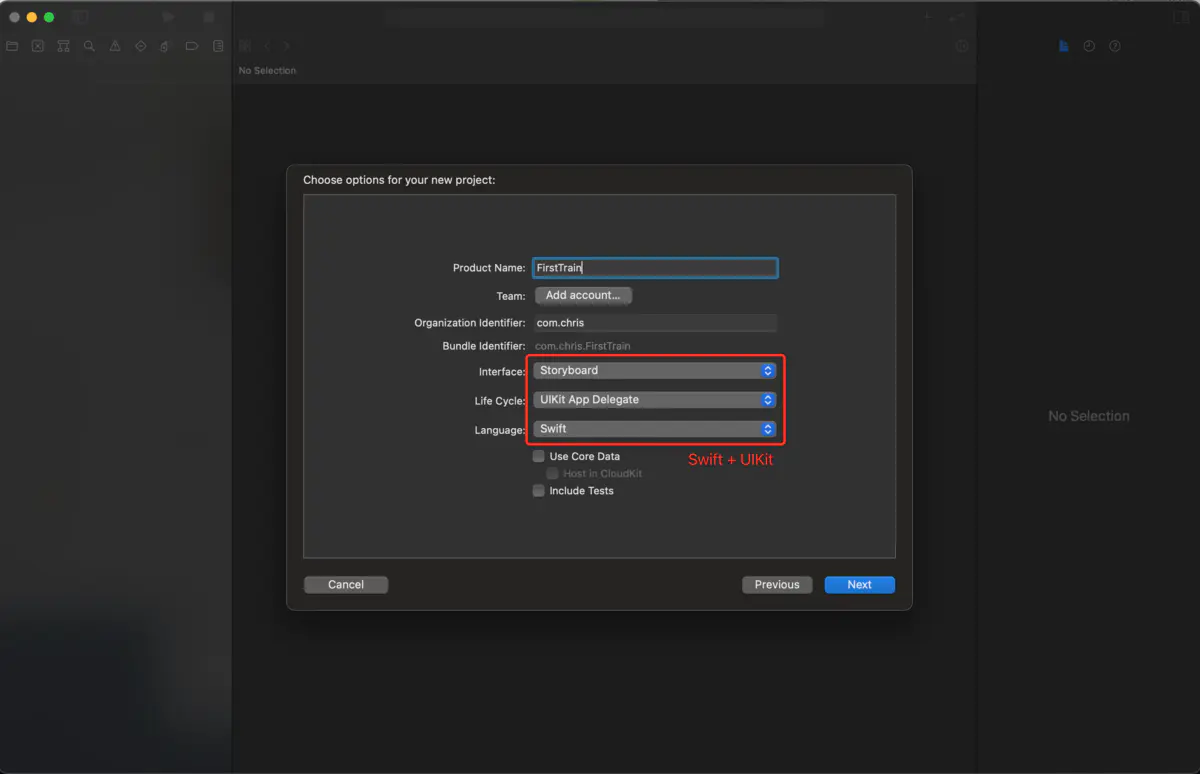 No Selection
Choose options for your new project:
Product Name: FirstTrain
Team: Add account...
Organization Identifier: com.chris
Bundle Identifier: com.chris.FirstTrain
Interface: Storyboard
Life Cycle: UIKit App Delegate
Language: Swift
Use Core Data
Swift + UIKit
Host in CloudKit
Include Tests
No Selection
Cancel Previous Next